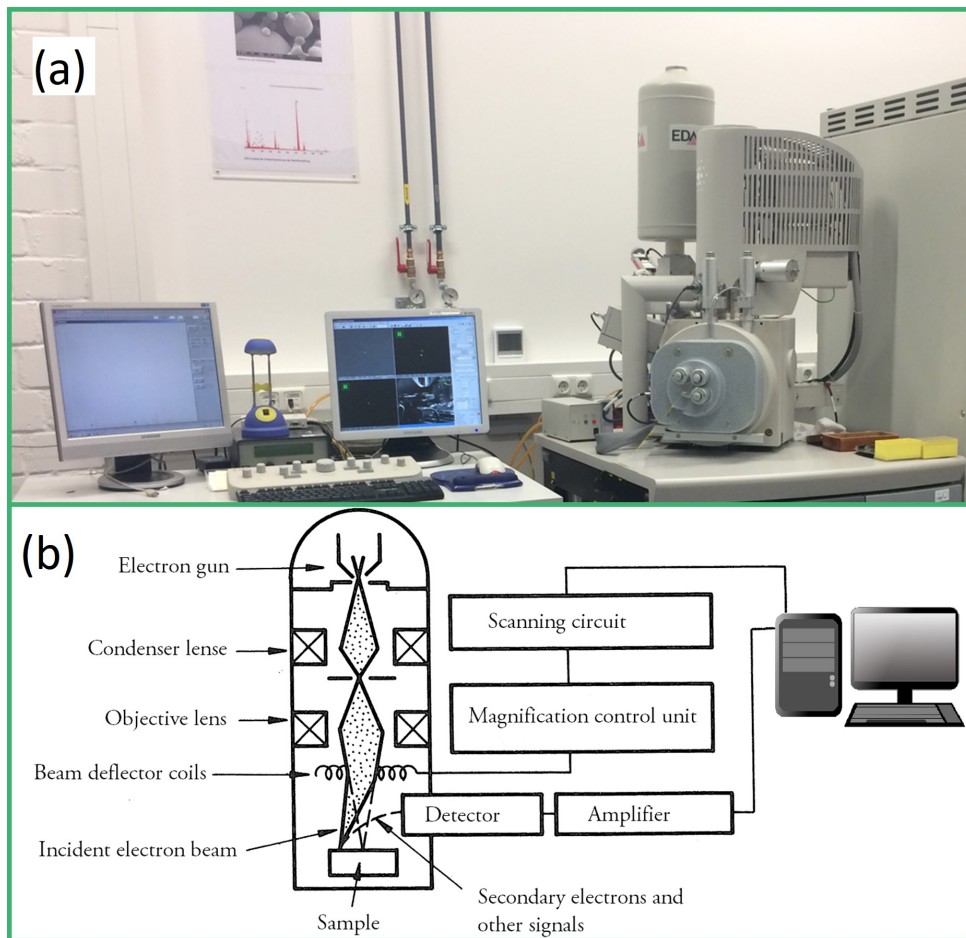 (a)
EDA
(b)
Electron gun
Condenser lense
Objective lens
Beam deflector coils
Incident electron beam
Sample
Scanning circuit
Magnification control unit
Detector
Amplifier
Secondary electrons and
other signals